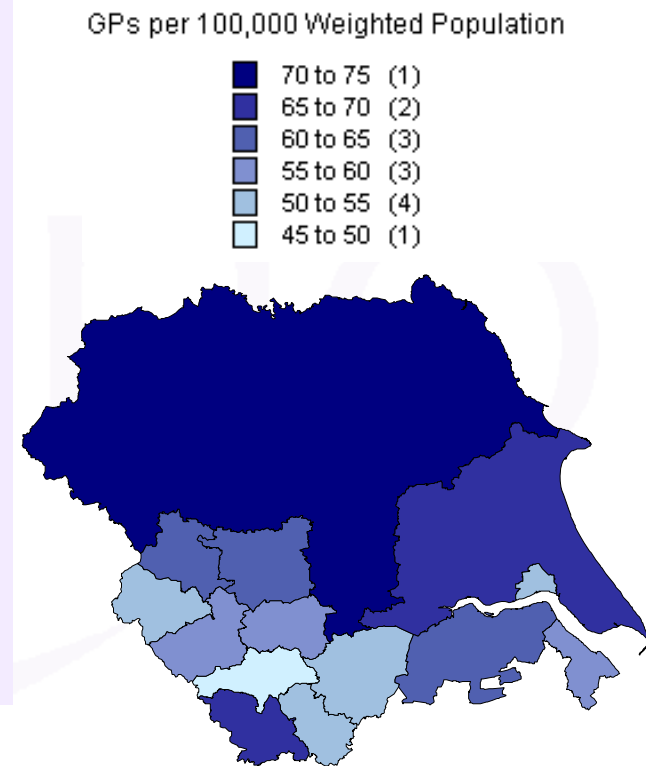 GPs per 100,000 Weighted Population
70 to 75 (1)
65 to 70 (2)
60 to 65 (3)
55 to 60 (3)
50 to 55 (4)
45 to 50 (1)